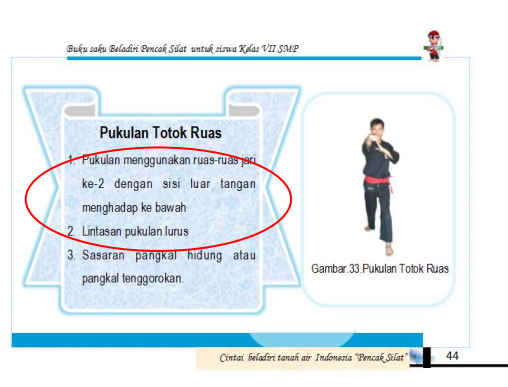 Buku saku Beladiri Pencak Silat untuk siswa Kelas VII SMP
Pukulan Totok Ruas
1. Pukulan menggunakan ruas-ruas jari
ke-2 dengan sisi luar tangan
menghadap ke bawah
2. Lintasan pukulan lurus
3. Sasaran pangkal hidung atau
pangkal tenggorokan.
Gambar.33.Pukulan Totok Ruas
Cintai beladiri tanah air Indonesia "Pencak Silat"
44